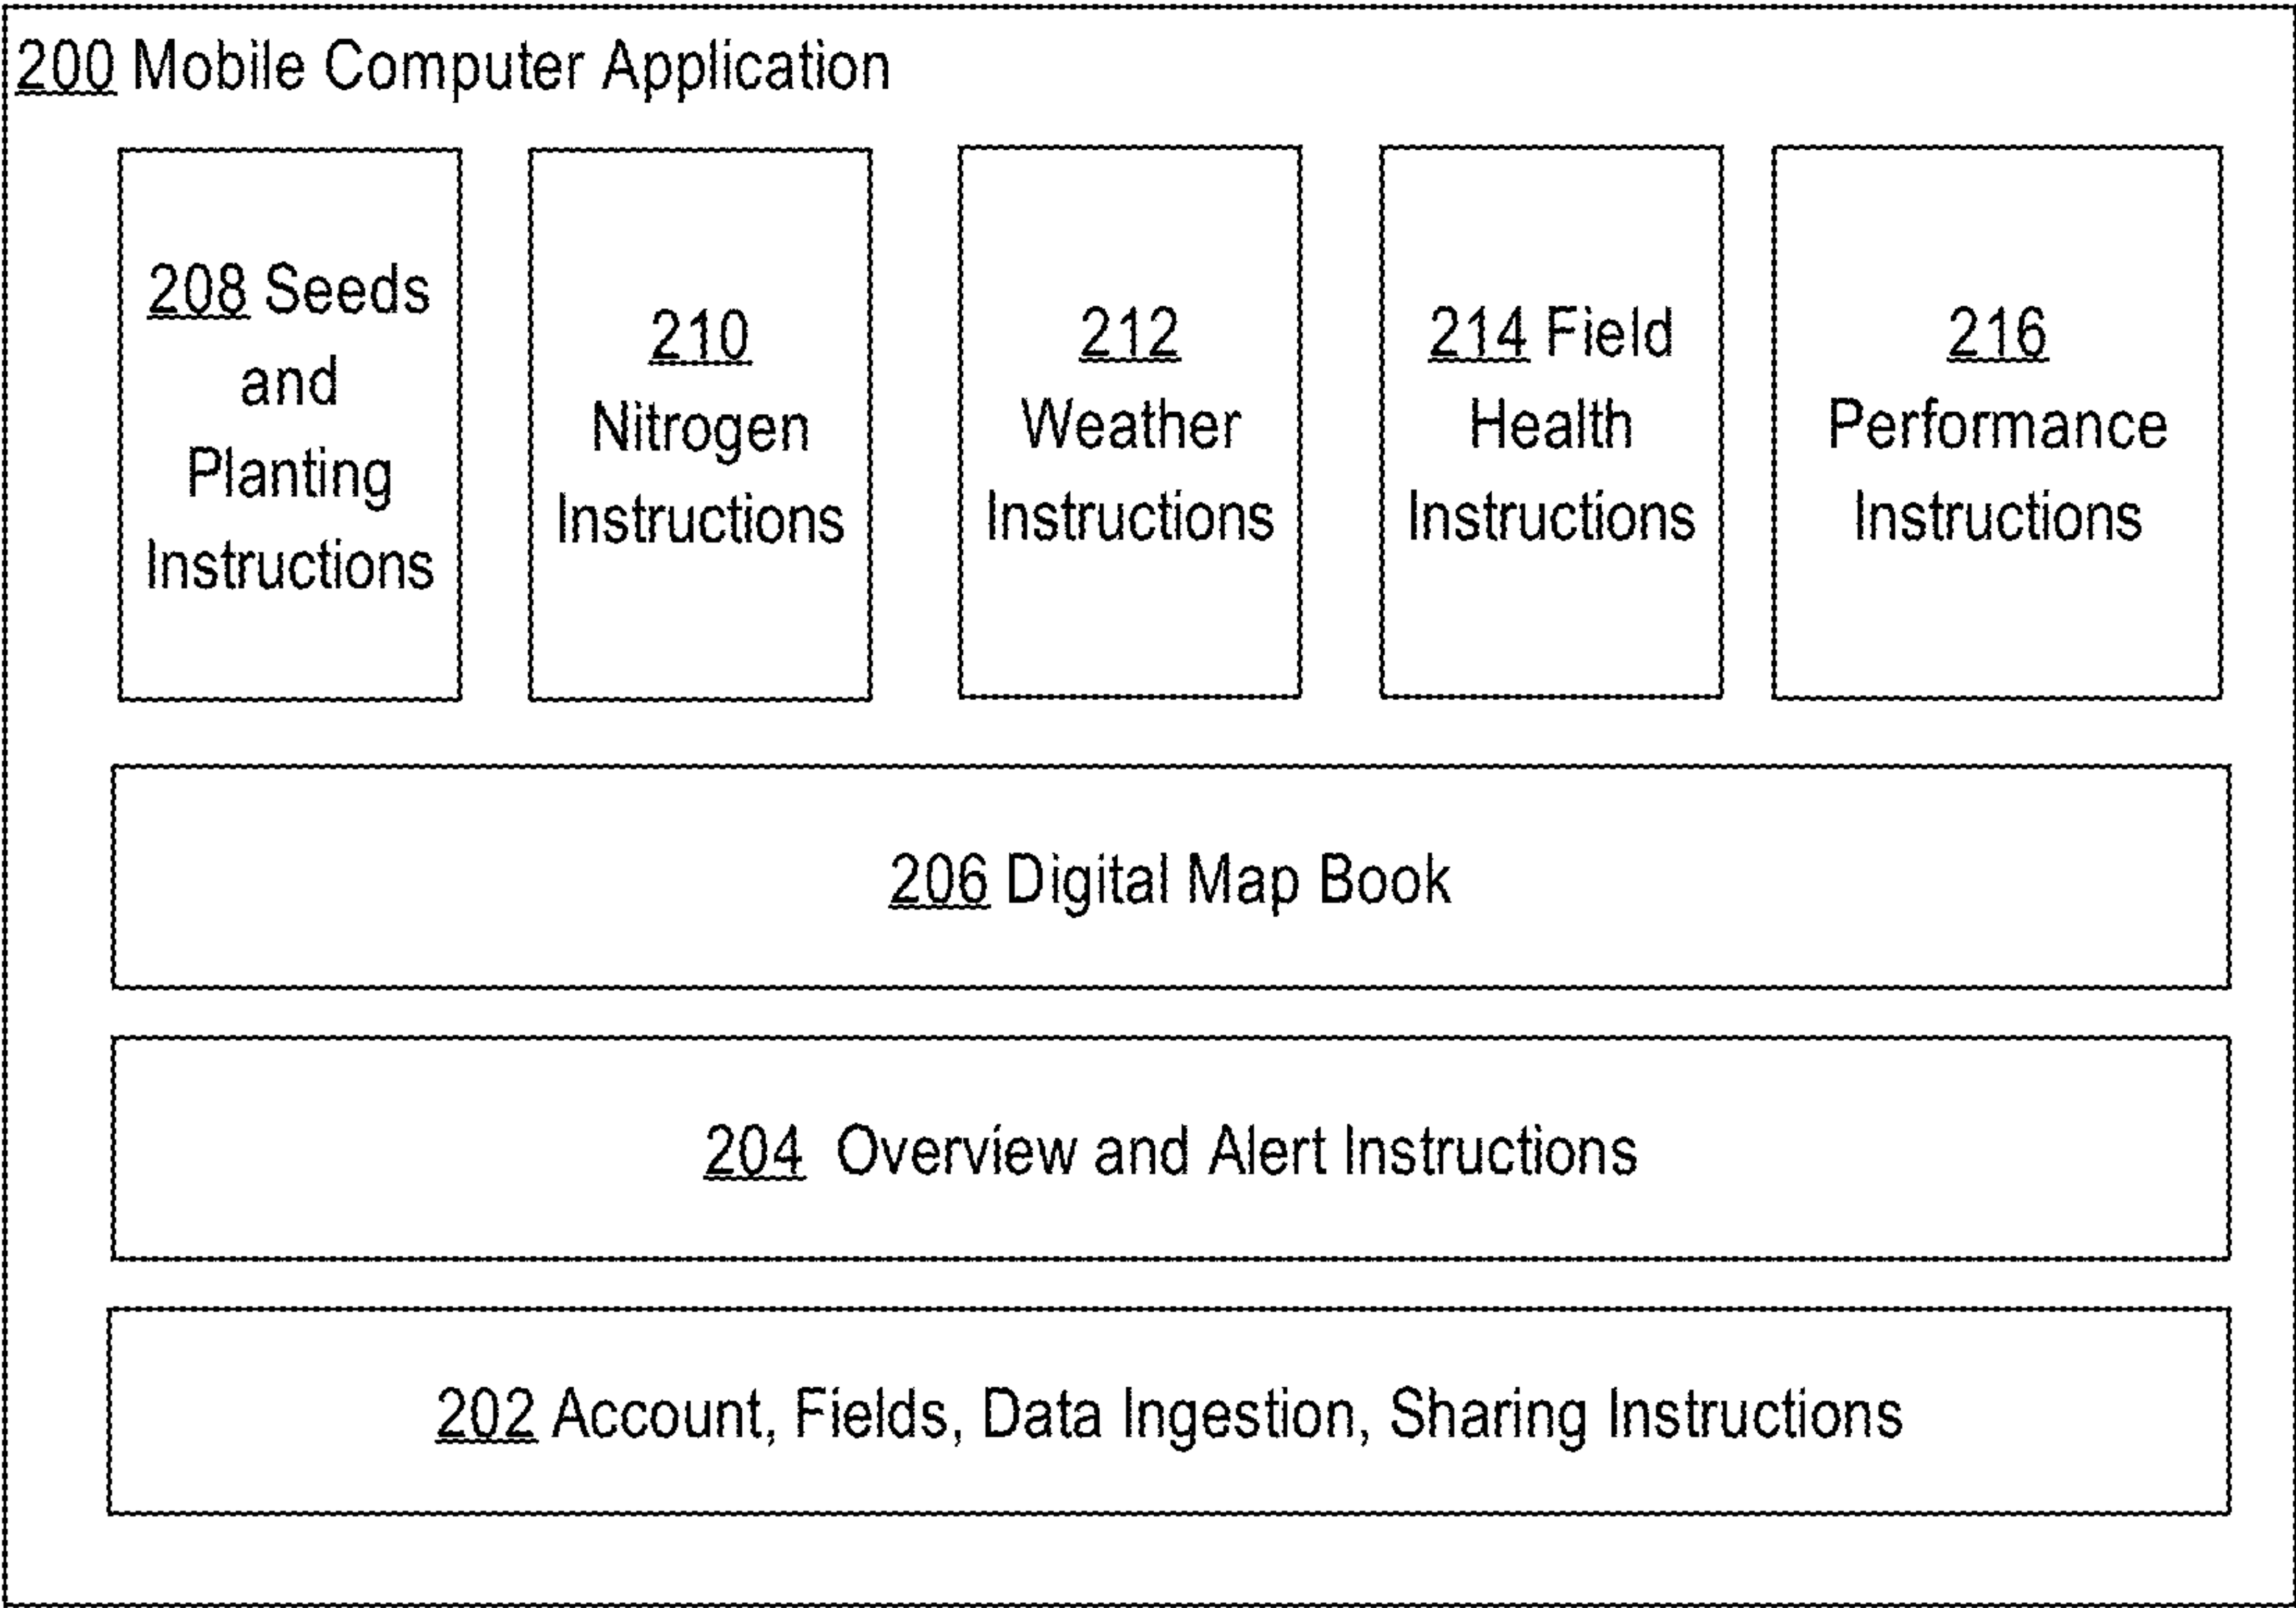 200 Mobile Computer Application
208 Seeds
and
Planting
Instructions
210
Nitrogen
Instructions
212
Weather
Instructions
214 Field
Health
Instructions
216
Performance
Instructions
206 Digital Map Book
204 Overview and Alert Instructions
202 Account, Fields, Data Ingestion, Sharing Instructions